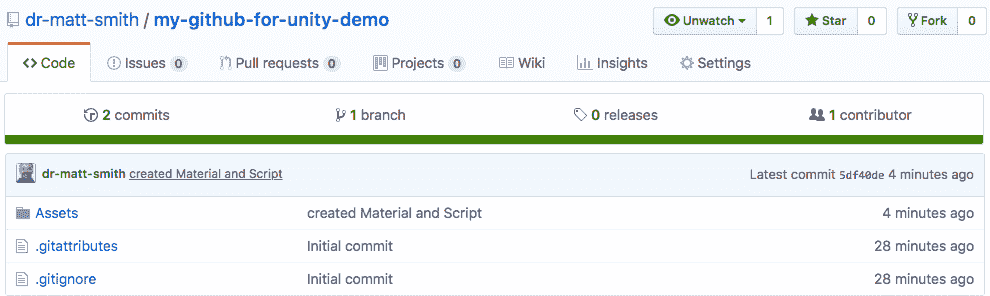 dr-matt-smith / my-github-for-unity-demo
Unwatch 1 Star 0 Fork 0
Code Issues 0 Pull requests 0 Projects 0 Wiki Insights Settings
2 commits 1 branch 0 releases 1 contributor
dr-matt-smith created Material and Script Latest commit 5df40de 4 minutes ago
Assets created Material and Script 4 minutes ago
.gitattributes Initial commit 28 minutes ago
.gitignore Initial commit 28 minutes ago